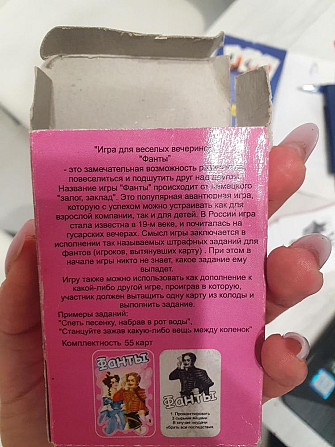 "Игра для веселых вечеринок
"Фанты"
- это замечательная возможность
повеселиться и подшутить друг над
Название игры "Фанты" происходит от немецкого
"залог, заклад". Это популярная авантюрная игра,
которую с успехом можно устраивать как для
взрослой компании, так и для детей. В России игра
стала известна в 19-м веке, и почиталась на
гусарских вечерах. Смысл игры заключается в
исполнении так называемых штрафных заданий для
фантов (игроков, вытянувших карту). При этом в
начале игры никто не знает, какое задание ему
выпадет.
Игру также можно использовать как дополнение к
какой-либо другой игре, проиграв в которую,
участник должен вытащить одну карту из колоды и
выполнить задание.
Примеры заданий:
"Спеть песенку, набрав в рот воды",
"Станцуйте зажав какую-либо вещь между коленок"
Комплектность 55 карт
Фанты
Фанты